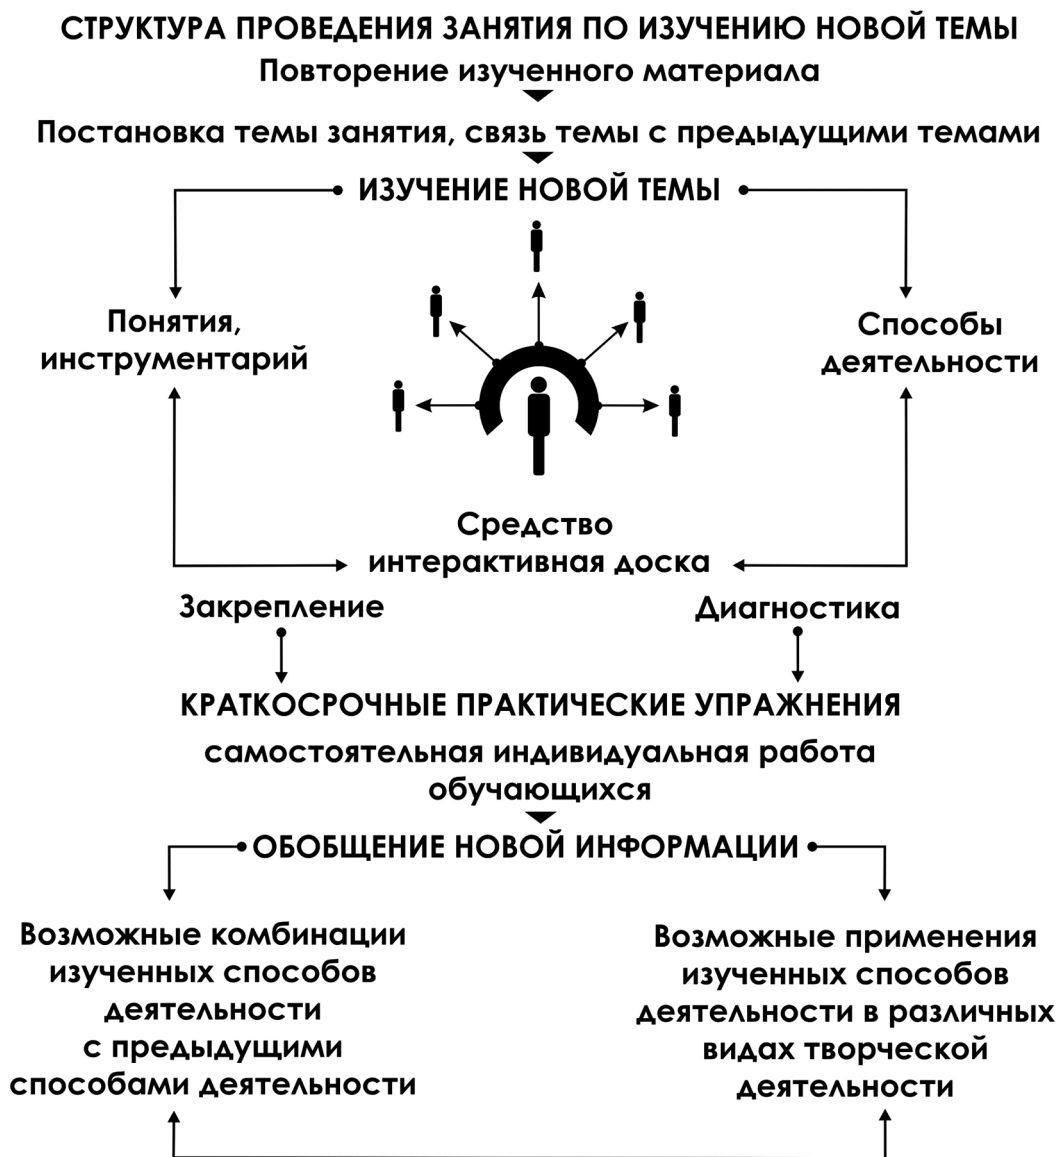 СТРУКТУРА ПРОВЕДЕНИЯ ЗАНЯТИЯ ПО ИЗУЧЕНИЮ НОВОЙ ТЕМЫ
Повторение изученного материала
Постановка темы занятия, связь темы с предыдущими темами
ИЗУЧЕНИЕ НОВОЙ ТЕМЫ
Понятия,
инструментарий
Способы
деятельности
Средство
интерактивная доска
Закрепление
Диагностика
КРАТКОСРОЧНЫЕ ПРАКТИЧЕСКИЕ УПРАЖНЕНИЯ
самостоятельная индивидуальная работа
обучающихся
ОБОБЩЕНИЕ НОВОЙ ИНФОРМАЦИИ
Возможные комбинации
изученных способов
деятельности
с предыдущими
способами деятельности
Возможные применения
изученных способов
деятельности в различных
видах творческой
деятельности